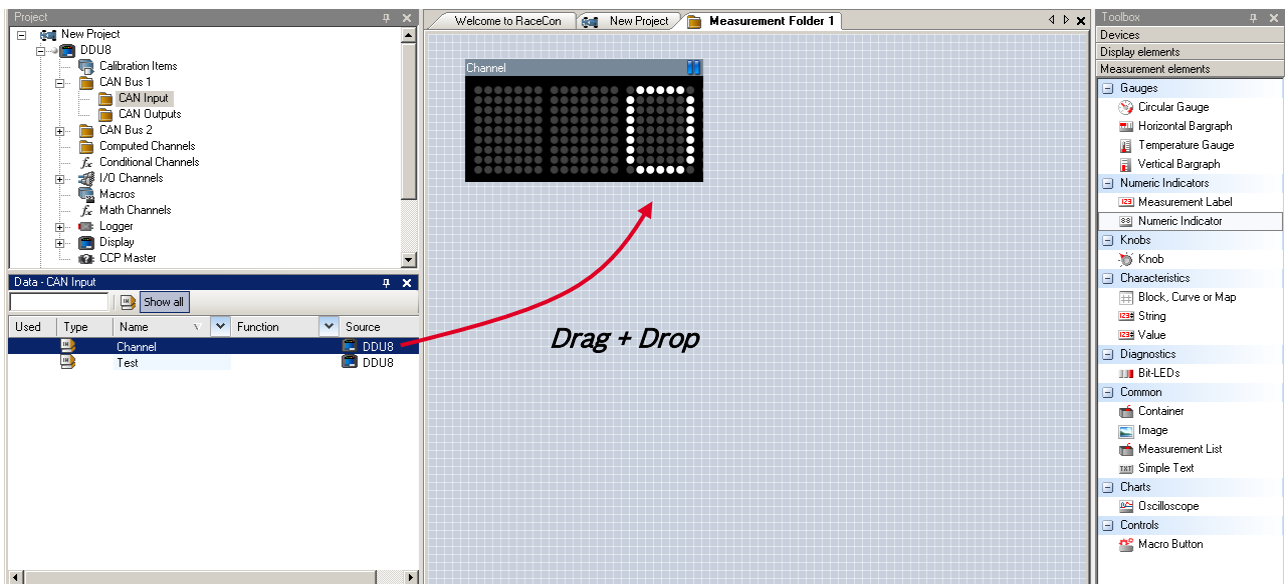 Project
New Project
DDU8
Calibration Items
CAN Bus 1
CAN Input
CAN Outputs
CAN Bus 2
Computed Channels
fx Conditional Channels
I/O Channels
Macros
fx Math Channels
Logger
Display
CCP Master
Data - CAN Input
Show all
Used Type Name Function Source
Channel DDU8
Test DDU8
Welcome to RaceCon New Project Measurement Folder 1
Channel
0
Drag + Drop
Toolbox
Devices
Display elements
Measurement elements
Gauges
Circular Gauge
Horizontal Bargraph
Temperature Gauge
Vertical Bargraph
Numeric Indicators
Measurement Label
Numeric Indicator
Knobs
Knob
Characteristics
Block, Curve or Map
String
Value
Diagnostics
Bit-LEDs
Common
Container
Image
Measurement List
Simple Text
Charts
Oscilloscope
Controls
Macro Button